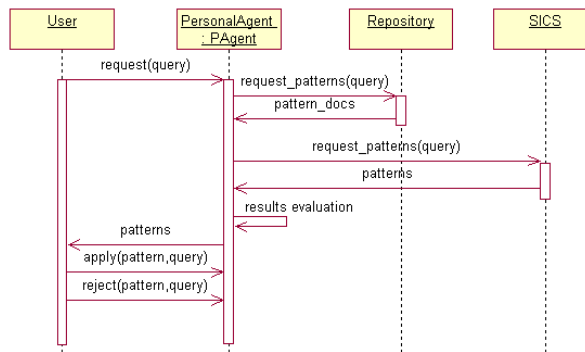 User
PersonalAgent
: PAgent
Repository
SICS
request(query)
request_patterns(query)
pattern_docs
request_patterns(query)
patterns
results evaluation
patterns
apply(pattern,query)
reject(pattern,query)